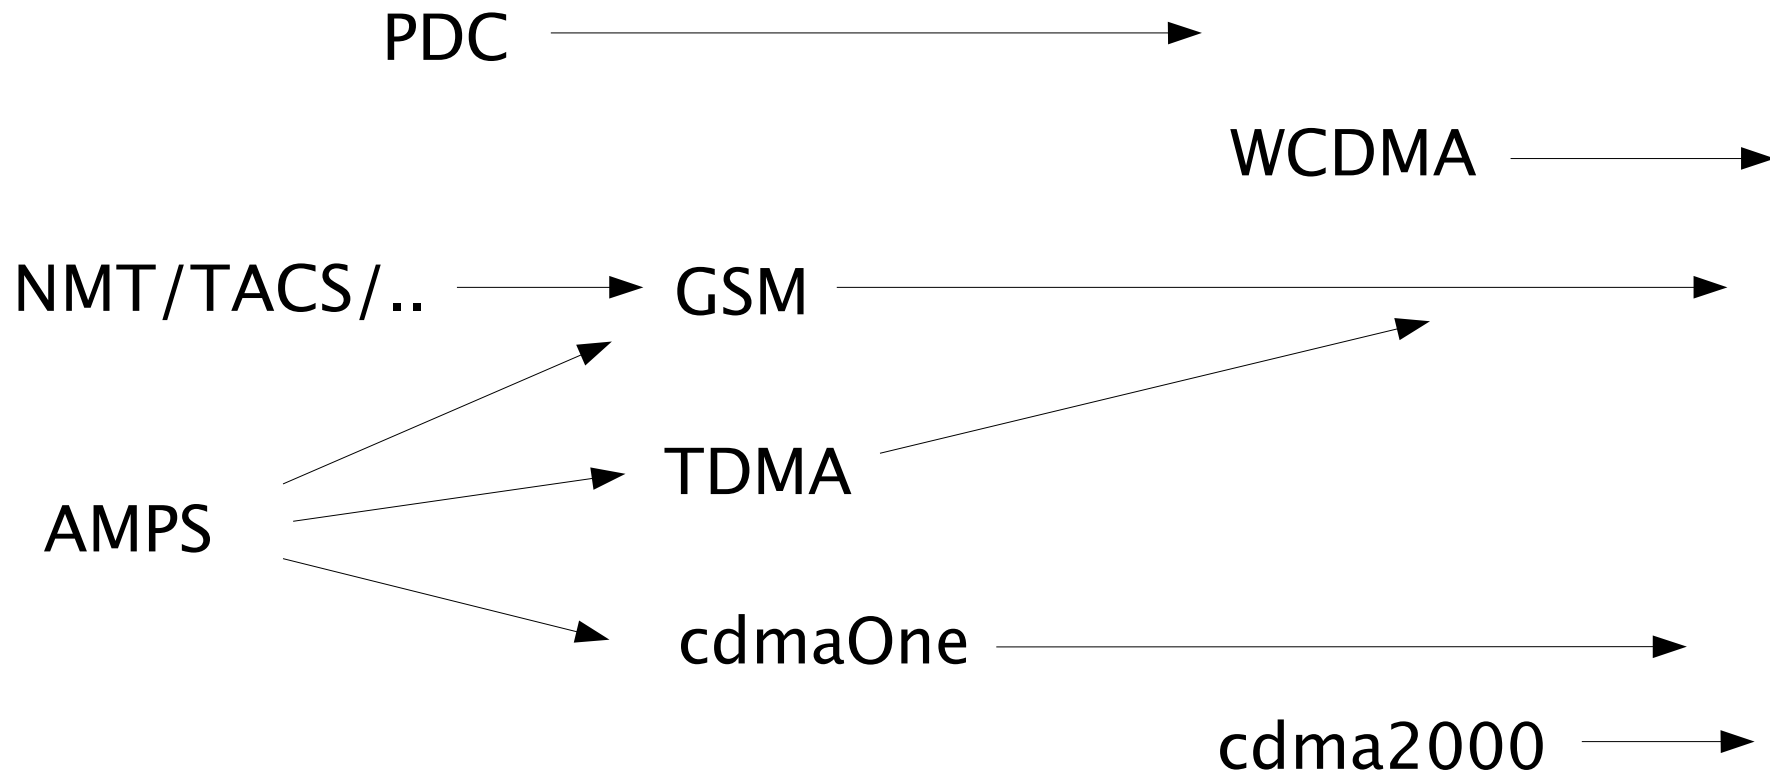 PDC
WCDMA
NMT/TACS/..
GSM
TDMA
AMPS
cdmaOne
cdma2000